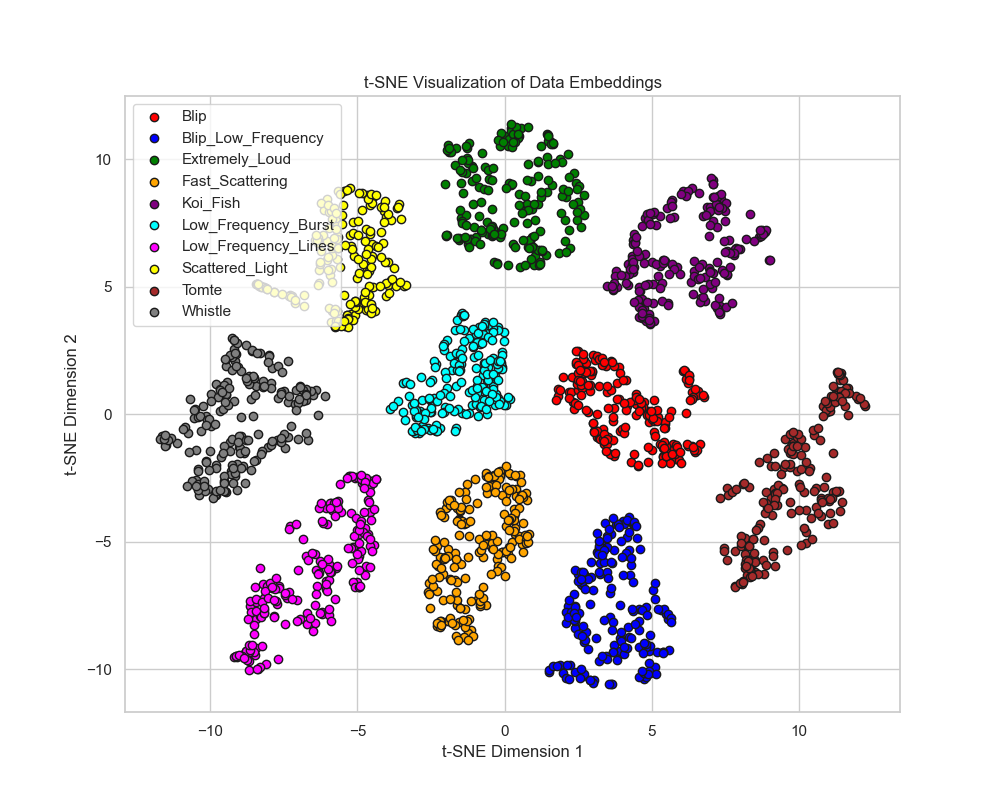 t-SNE Visualization of Data Embeddings
Blip
Blip_Low_Frequency
Extremely_Loud
Fast_Scattering
Koi_Fish
Low_Frequency_Burst
Low_Frequency_Lines
Scattered_Light
Tomte
Whistle
10
5
0
−5
−10
t-SNE Dimension 2
−10
−5
0
5
10
t-SNE Dimension 1